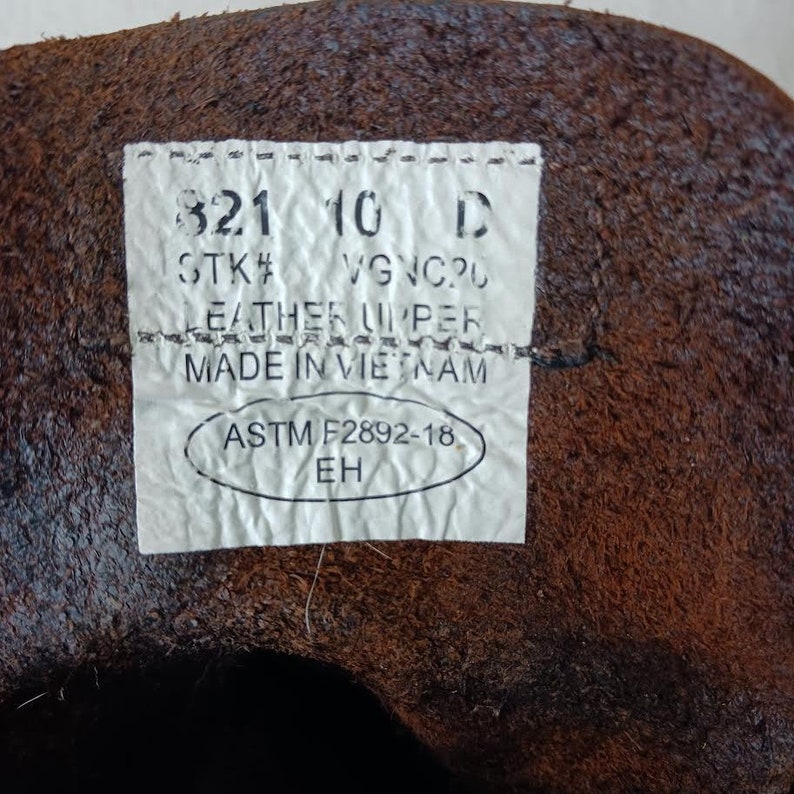 821 10 D
STK# VGNC20
LEATHER UPPER
MADE IN VIETNAM
ASTM F2892-18
EH